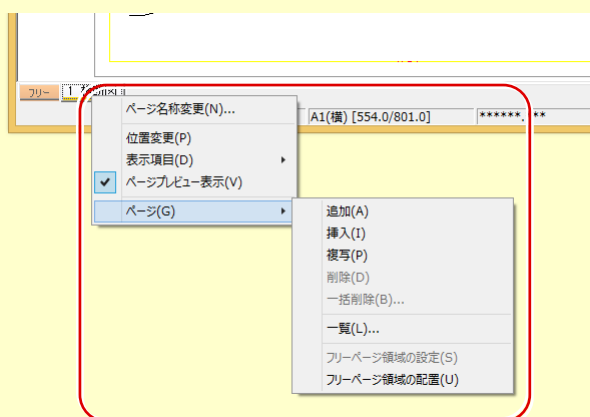 フリー 1
ページ名称変更(N)...
A1(横) [554.0/801.0] ******.***
位置変更(P)
表示項目(D)
ページプレビュー表示(V)
ページ(G)
追加(A)
挿入(I)
複写(P)
削除(D)
一括削除(B)...
一覧(L)...
フリーページ領域の設定(S)
フリーページ領域の配置(U)